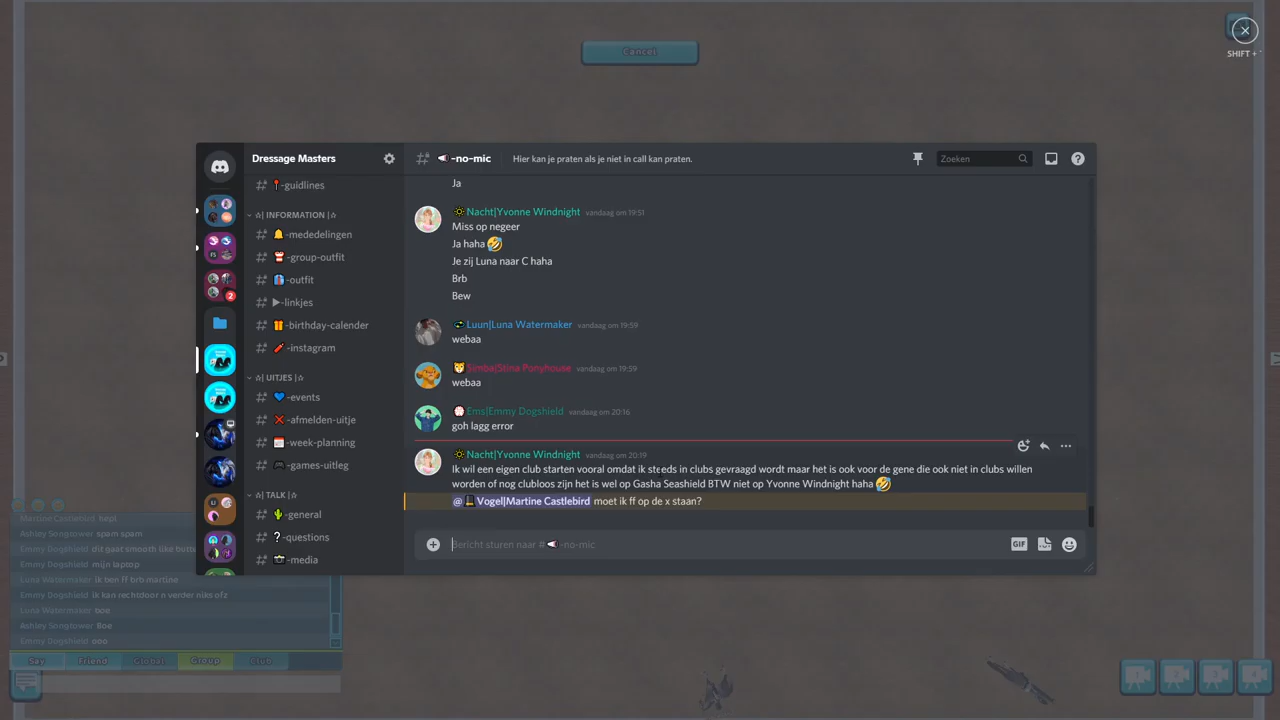 Cancel
SHIFT + `
Dressage Masters
-no-mic
Hier kan je praten als je niet in call kan praten.
Zoeken
-guidlines
☆| INFORMATION |☆
-mededelingen
-group-outfit
-outfit
-linkjes
-birthday-calender
-instagram
☆| UITJES |☆
-events
-afmelden-uitje
-week-planning
-games-uitleg
☆| TALK |☆
-general
-questions
-media
2
Ja
Nacht|Yvonne Windnight vandaag om 19:51
Miss op negeer
Ja haha 🤣
Je zij Luna naar C haha
Brb
Bew
Luun|Luna Watermaker vandaag om 19:59
webaa
Simba|Stina Ponyhouse vandaag om 19:59
webaa
Ems|Emmy Dogshield vandaag om 20:16
goh lagg error
Nacht|Yvonne Windnight vandaag om 20:19
Ik wil een eigen club starten vooral omdat ik steeds in clubs gevraagd wordt maar het is ook voor de gene die ook niet in clubs willen
worden of nog clubloos zijn het is wel op Gasha Seashield BTW niet op Yvonne Windnight haha 🤣
@Vogel|Martine Castlebird moet ik ff op de x staan?
Bericht sturen naar # -no-mic
GIF
Martine Castlebird hepl
Ashley Songtower spam spam
Emmy Dogshield dit gaat smooth like butte
Emmy Dogshield mijn laptop
Luna Watermaker ik ben ff brb martine
Emmy Dogshield ik kan rechtdoor n verder niks ofz
Luna Watermaker boe
Ashley Songtower Boe
Emmy Dogshield ooo
Say Friend Global Group Club
1 2 3 4